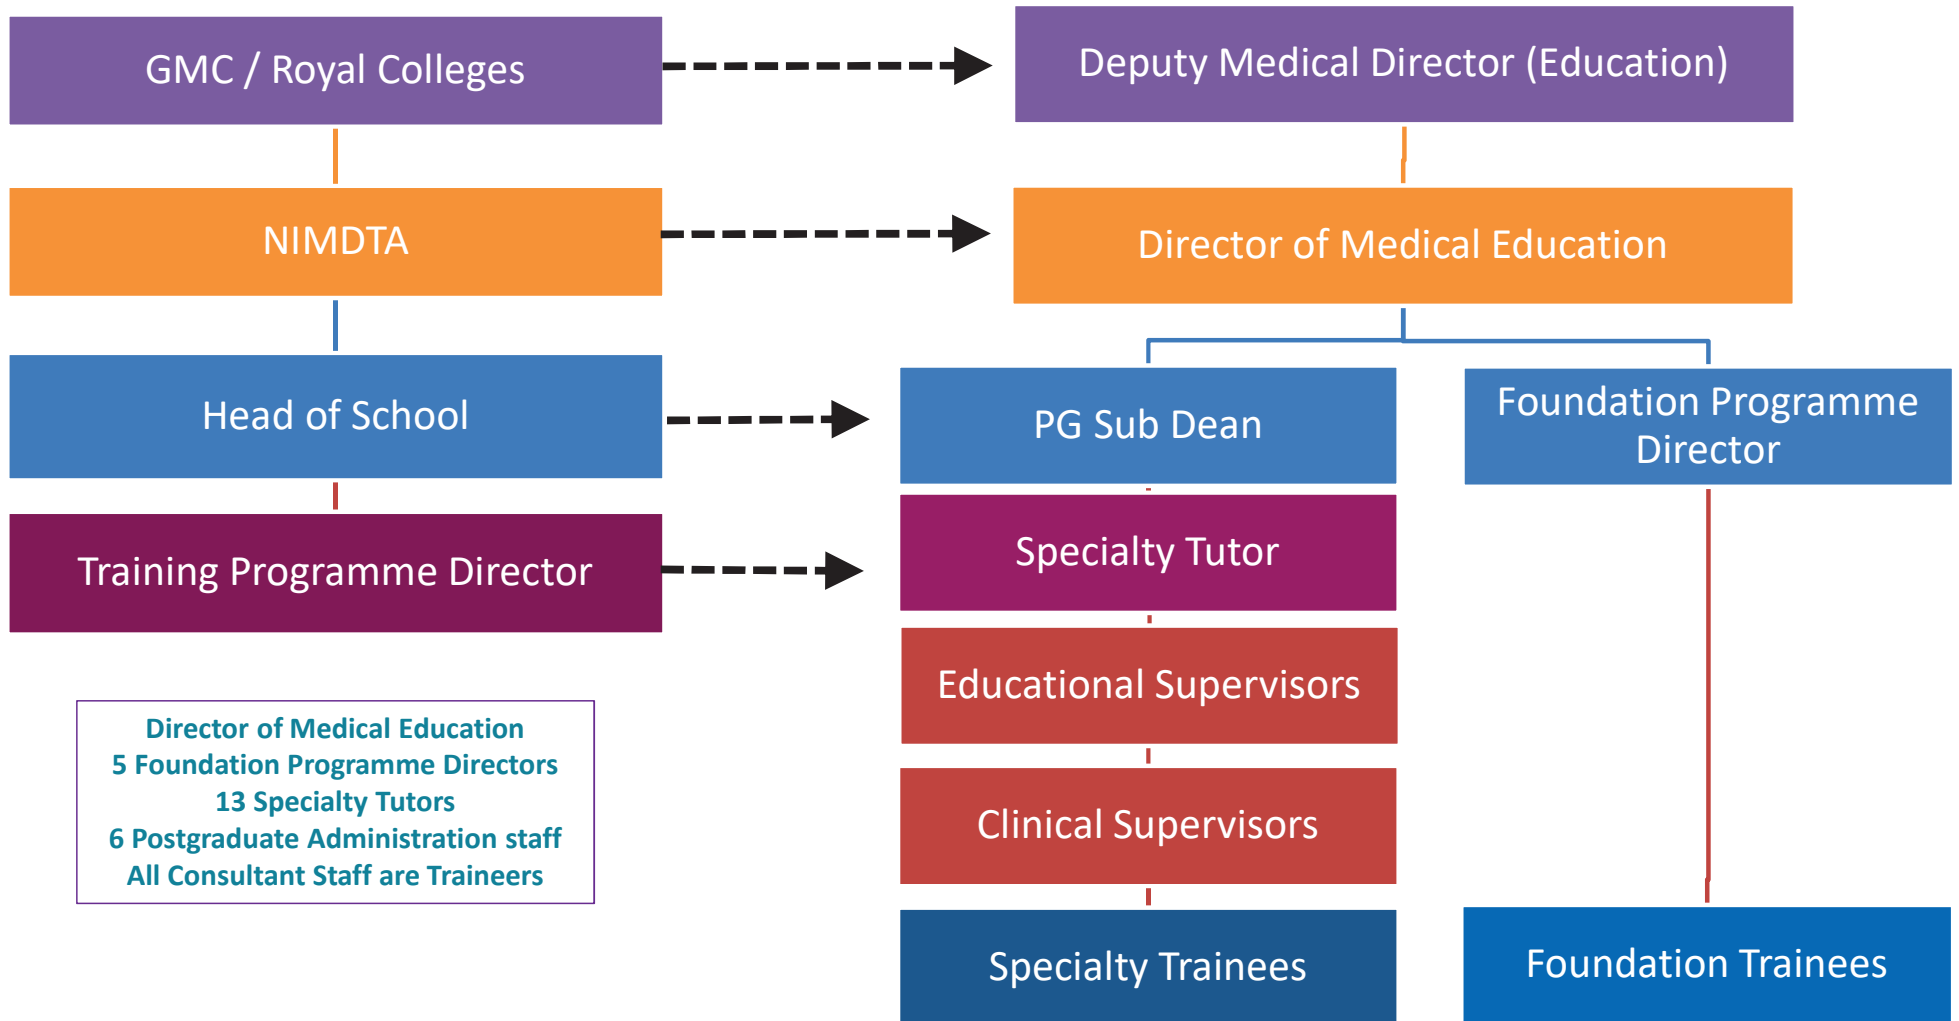 GMC / Royal Colleges
Deputy Medical Director (Education)
NIMDTA
Director of Medical Education
Head of School
PG Sub Dean
Foundation Programme
Director
Training Programme Director
Specialty Tutor
Educational Supervisors
Director of Medical Education
5 Foundation Programme Directors
13 Specialty Tutors
6 Postgraduate Administration staff
All Consultant Staff are Traineers
Clinical Supervisors
Specialty Trainees
Foundation Trainees